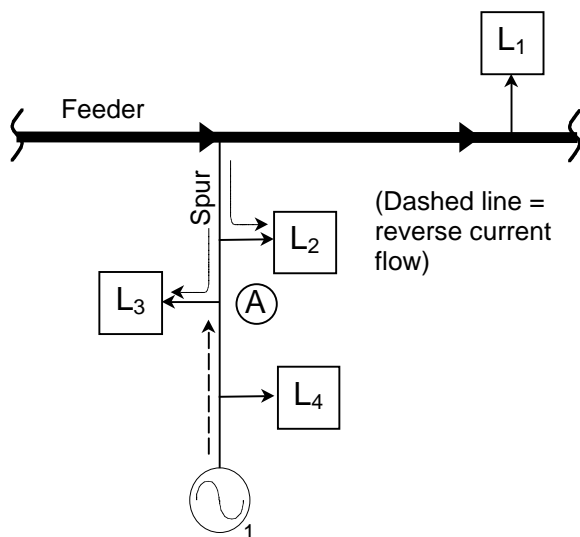 L₁
Feeder
Spur
(Dashed line =
reverse current
flow)
L₂
L₃
A
L₄
1